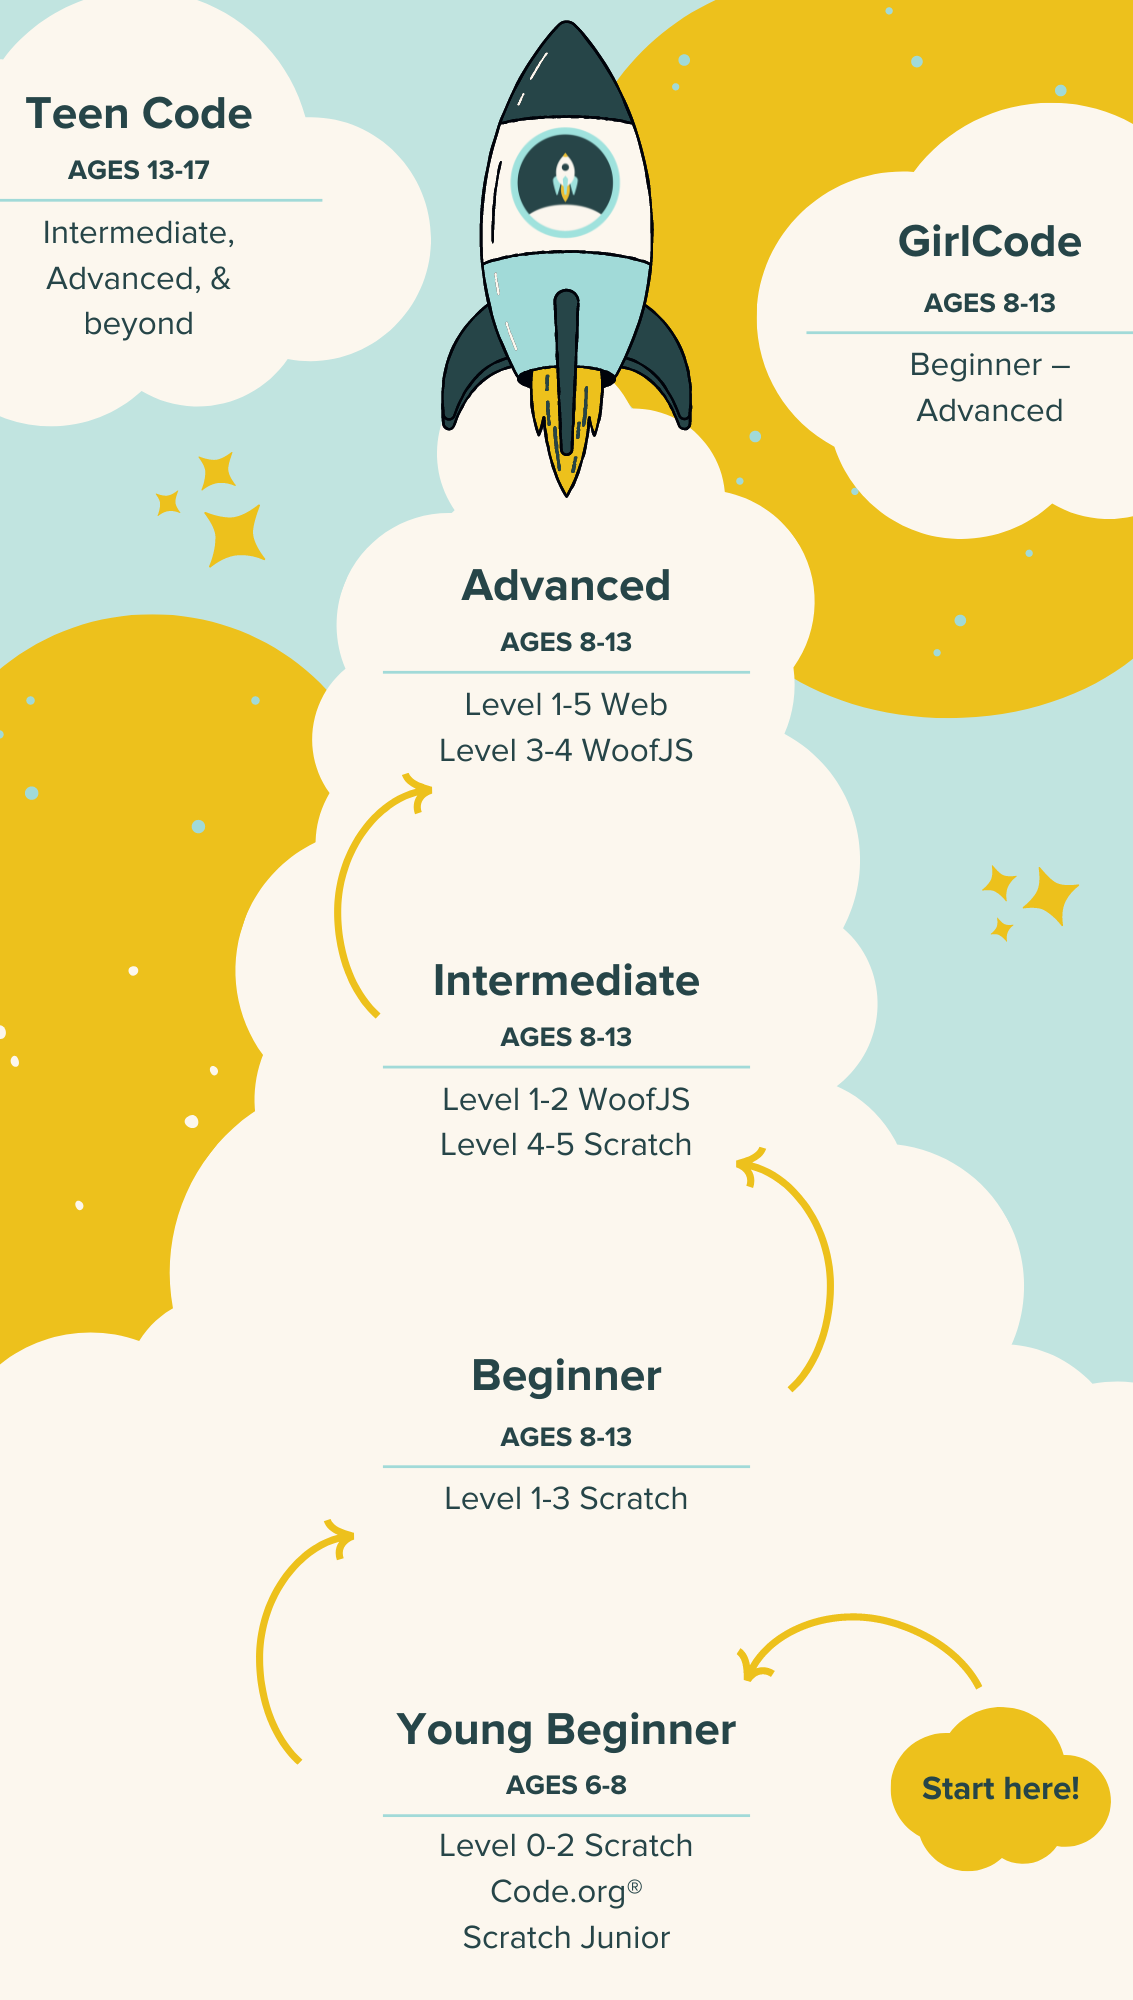 Teen Code
AGES 13-17
Intermediate,
Advanced, &
beyond
GirlCode
AGES 8-13
Beginner –
Advanced
Advanced
AGES 8-13
Level 1-5 Web
Level 3-4 WoofJS
Intermediate
AGES 8-13
Level 1-2 WoofJS
Level 4-5 Scratch
Beginner
AGES 8-13
Level 1-3 Scratch
Young Beginner
AGES 6-8
Level 0-2 Scratch
Code.org®
Scratch Junior
Start here!